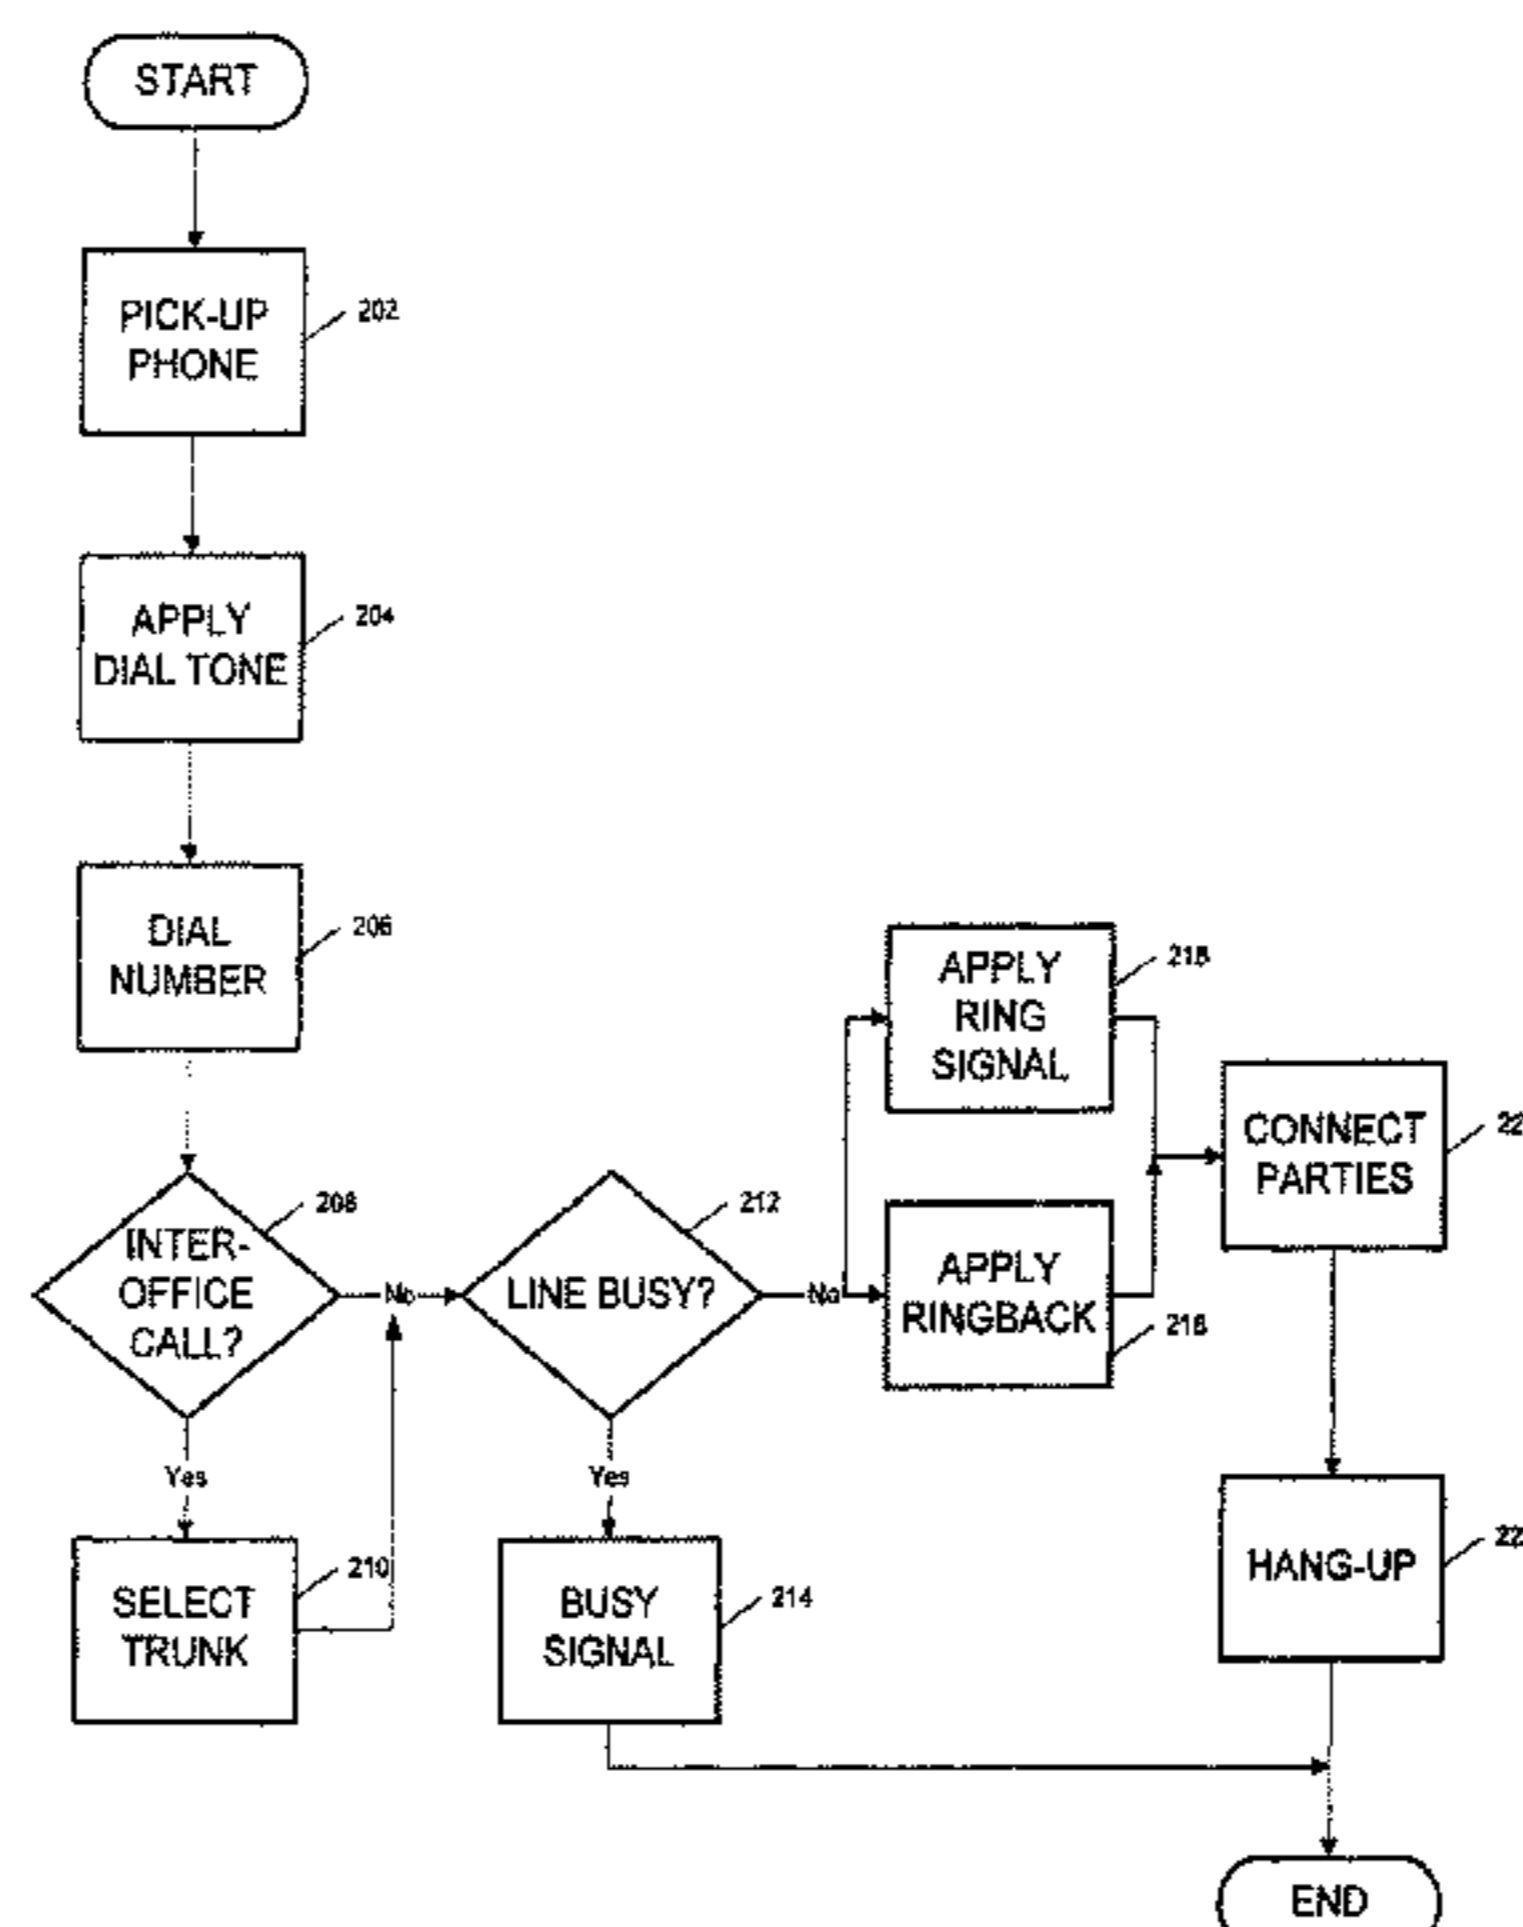 START
PICK-UP
PHONE
202
APPLY
DIAL TONE
204
DIAL
NUMBER
206
INTER-
OFFICE
CALL?
208
No
Yes
SELECT
TRUNK
210
LINE BUSY?
212
No
Yes
BUSY
SIGNAL
214
APPLY
RING
SIGNAL
APPLY
RINGBACK
CONNECT
PARTIES
22
HANG-UP
22
END